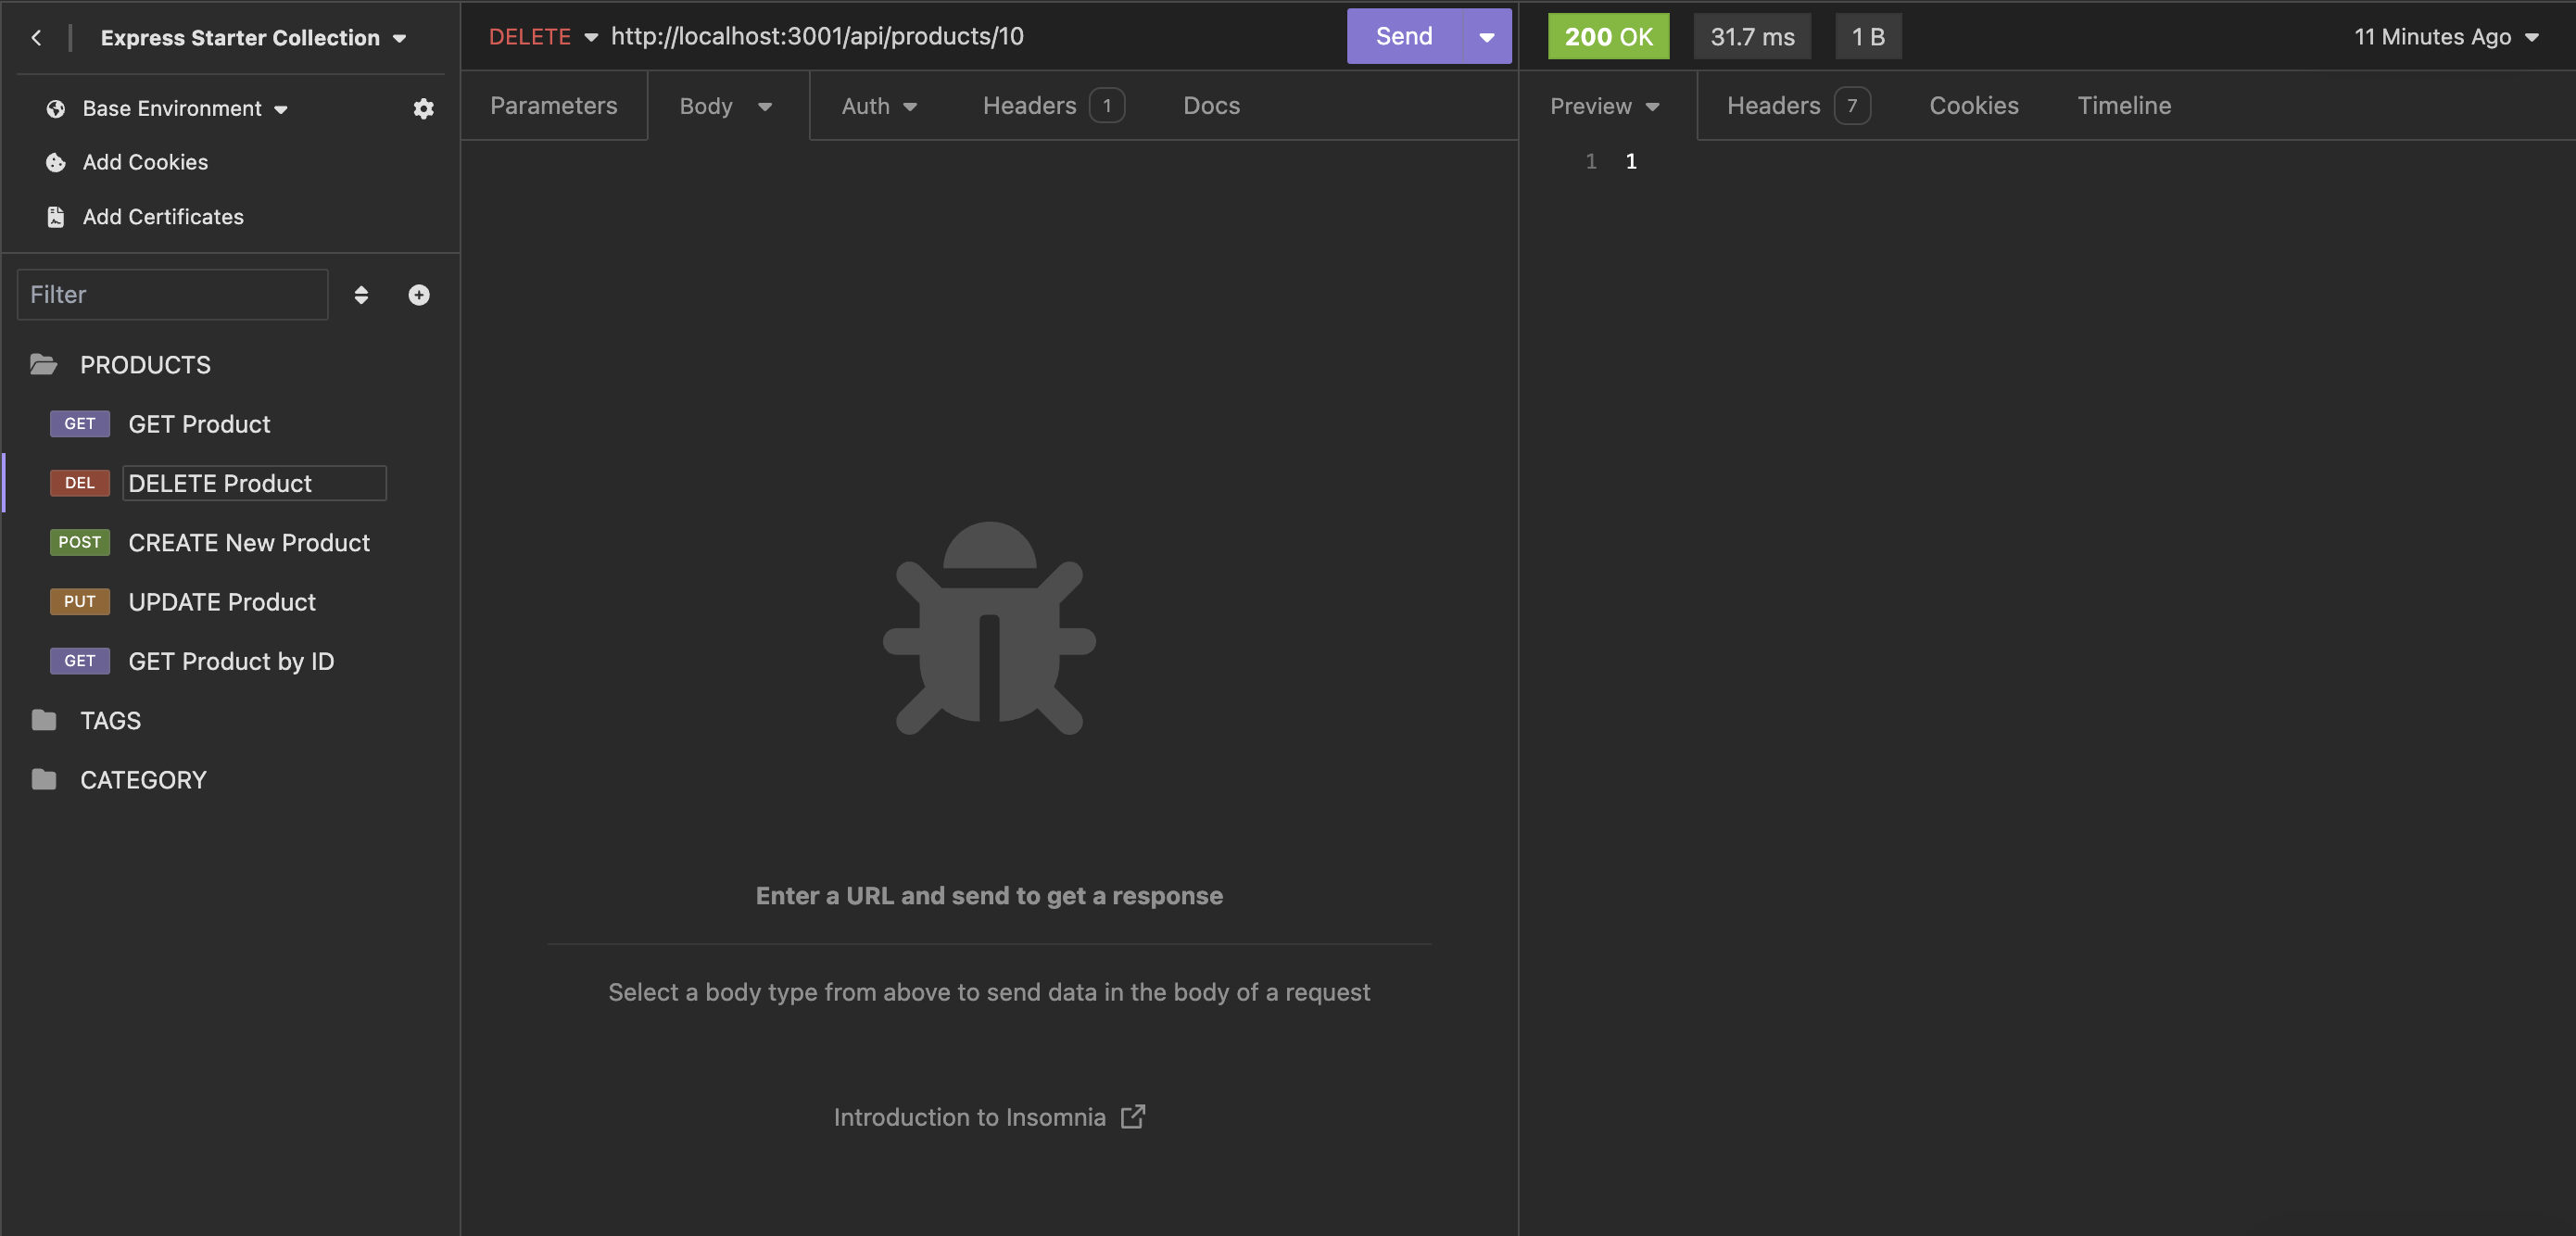 Express Starter Collection
Base Environment
Add Cookies
Add Certificates
Filter
PRODUCTS
GET GET Product
DEL DELETE Product
POST CREATE New Product
PUT UPDATE Product
GET GET Product by ID
TAGS
CATEGORY
DELETE http://localhost:3001/api/products/10 Send
Parameters Body Auth Headers 1 Docs
Enter a URL and send to get a response
Select a body type from above to send data in the body of a request
Introduction to Insomnia
200 OK 31.7 ms 1 B 11 Minutes Ago
Preview Headers 7 Cookies Timeline
1 1